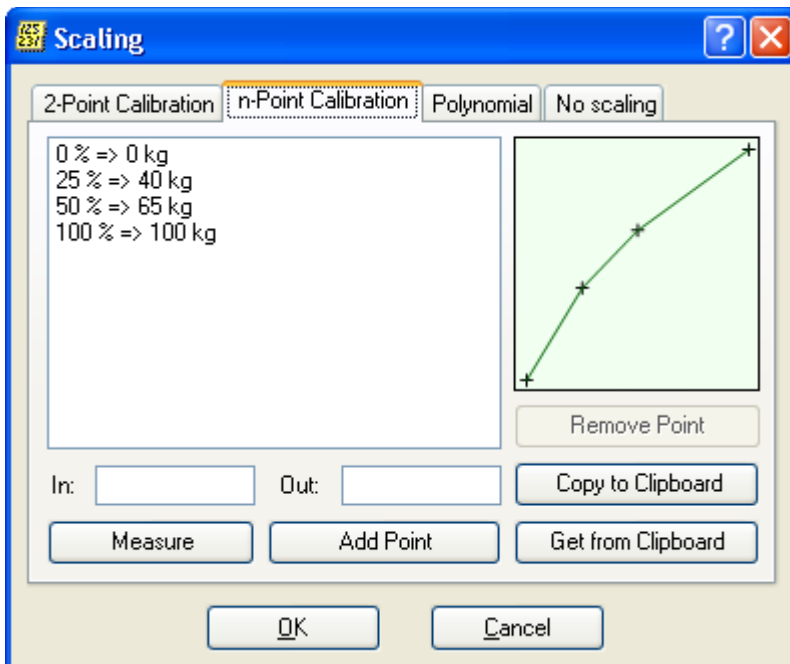 Scaling
2-Point Calibration n-Point Calibration Polynomial No scaling
0 % => 0 kg
25 % => 40 kg
50 % => 65 kg
100 % => 100 kg
Remove Point
In: Out: Copy to Clipboard
Measure Add Point Get from Clipboard
OK Cancel